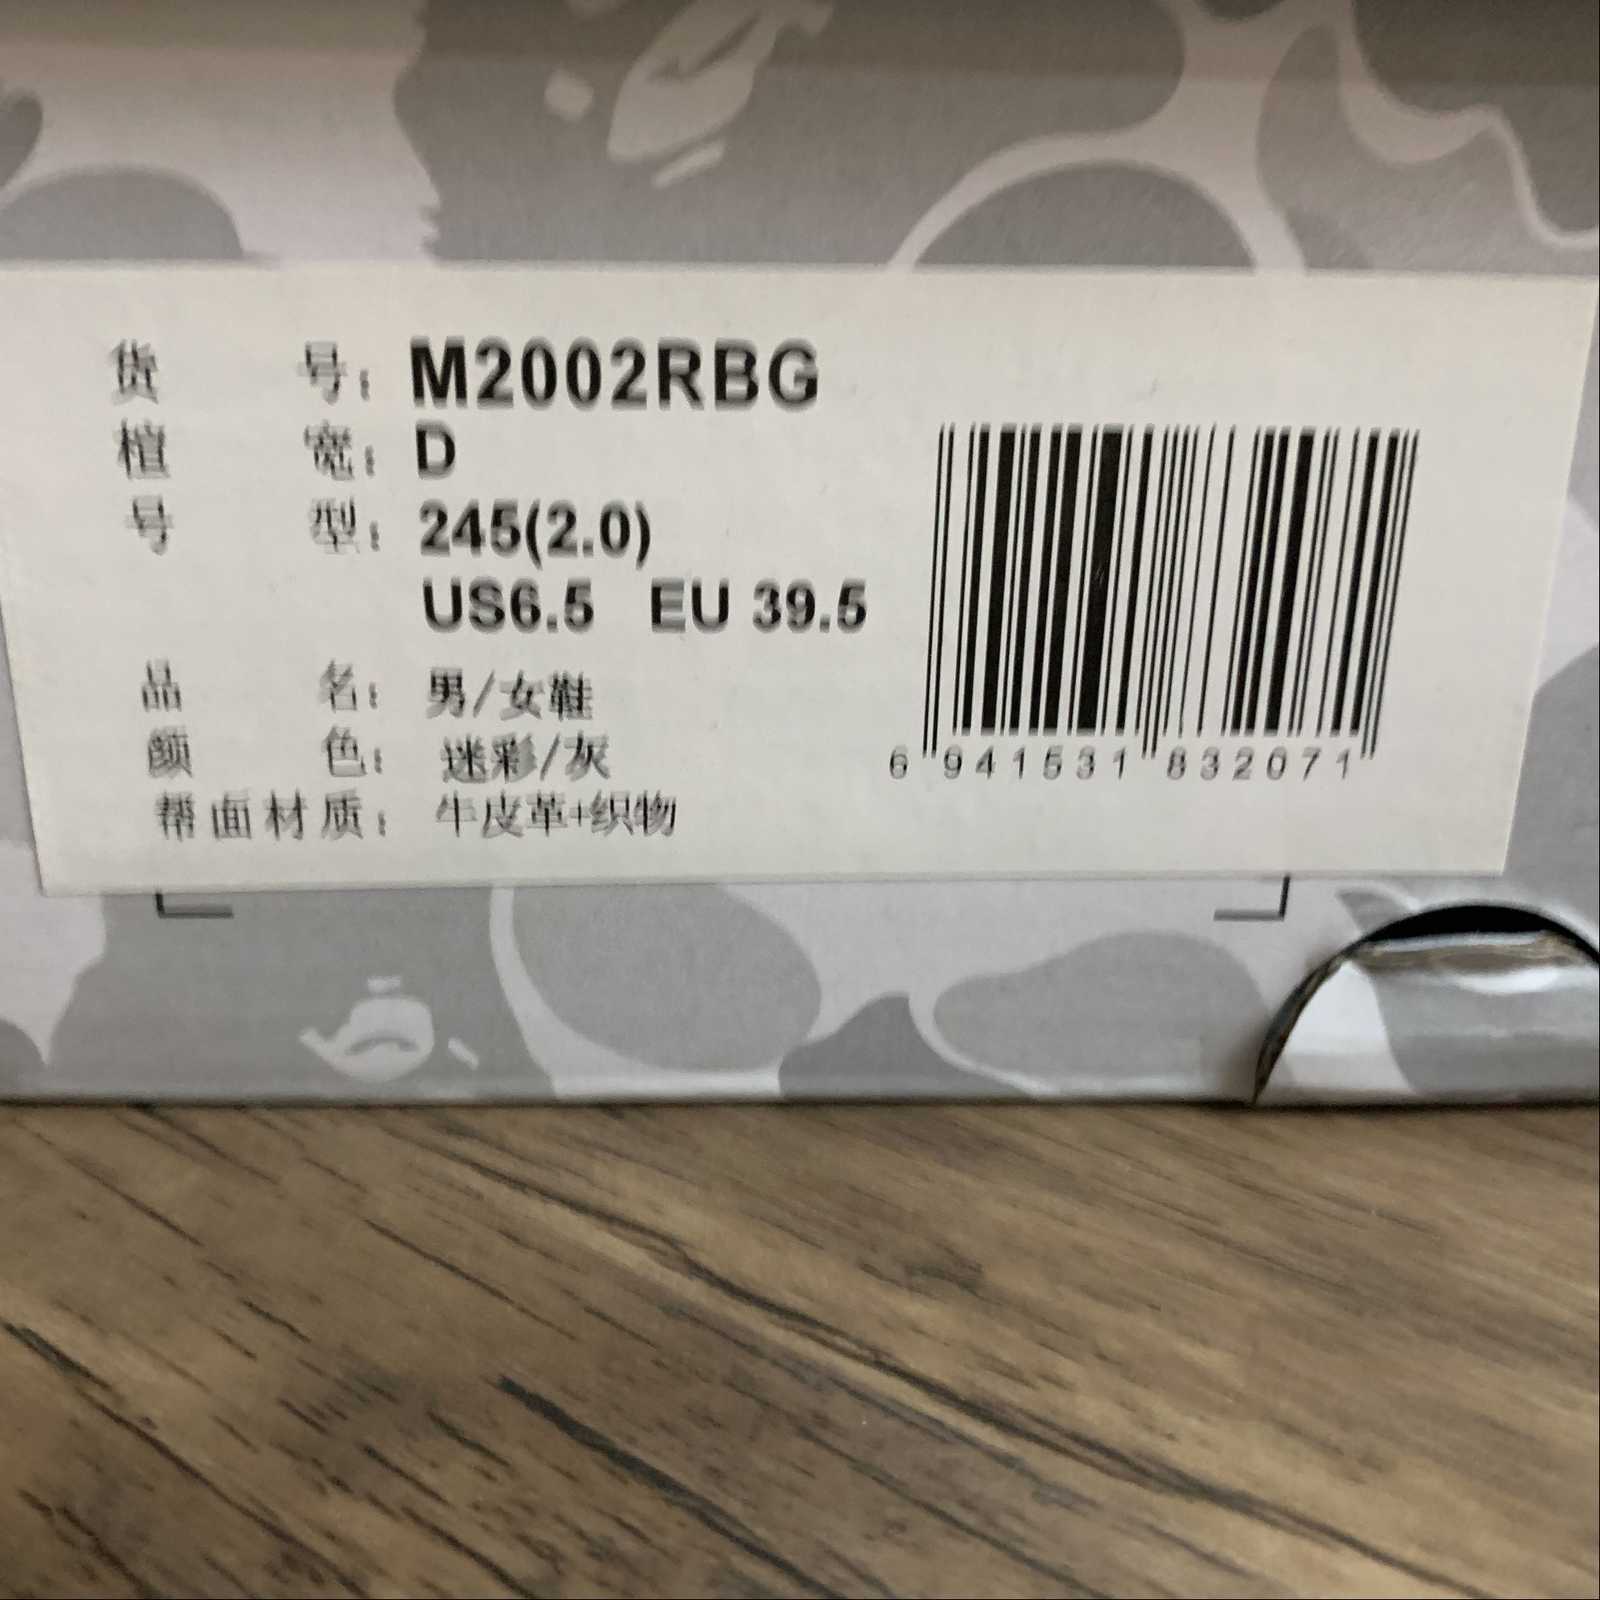 货 号: M2002RBG
楦 宽: D
号 型: 245(2.0)
US6.5 EU 39.5
品 名: 男/女鞋
颜 色: 迷彩/灰
帮面材质: 牛皮革+织物
6 941531 832071